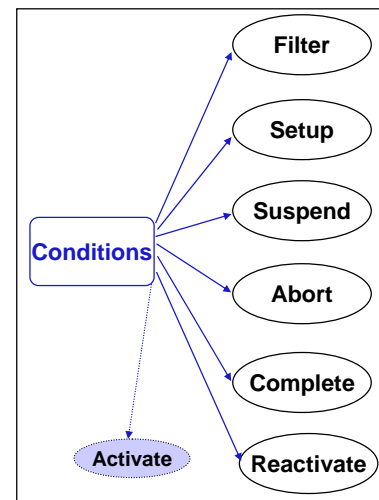 Filter
Setup
Suspend
Conditions
Abort
Complete
Activate
Reactivate